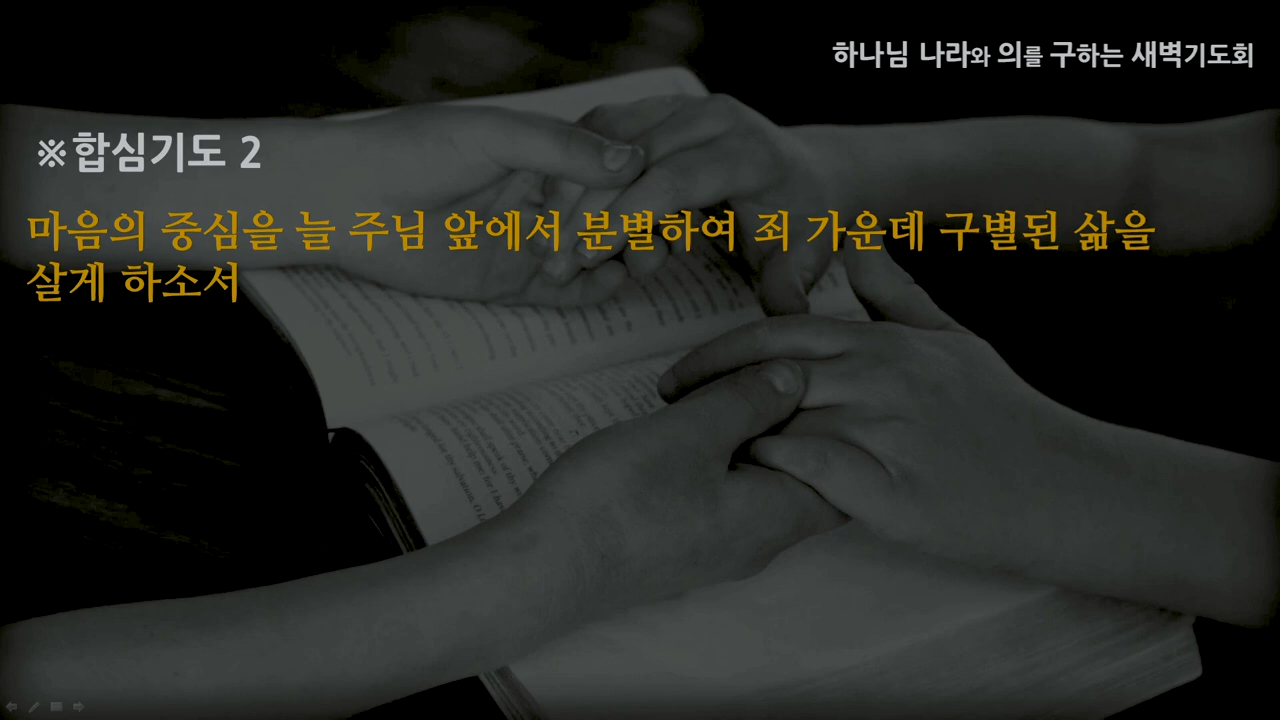 하나님 나라와 의를 구하는 새벽기도회
※합심기도 2
마음의 중심을 늘 주님 앞에서 분별하여 죄 가운데 구별된 삶을
살게 하소서